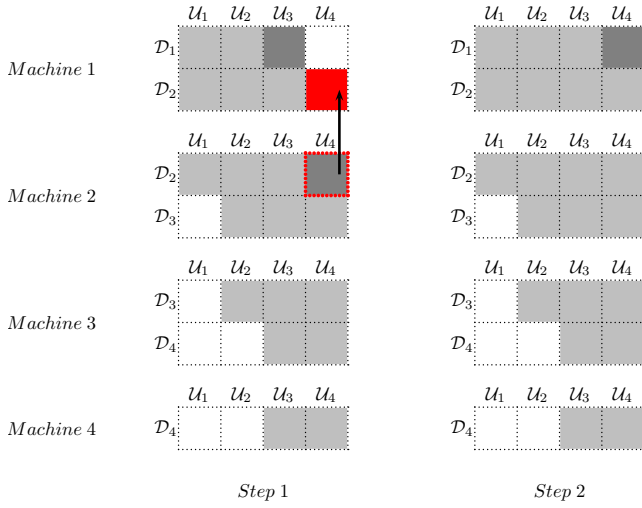 𝒰₁ 𝒰₂ 𝒰₃ 𝒰₄ 𝒰₁ 𝒰₂ 𝒰₃ 𝒰₄
𝒟₁ 𝒟₁
Machine 1
𝒟₂ 𝒟₂
𝒰₁ 𝒰₂ 𝒰₃ 𝒰₄ 𝒰₁ 𝒰₂ 𝒰₃ 𝒰₄
𝒟₂ 𝒟₂
Machine 2
𝒟₃ 𝒟₃
𝒰₁ 𝒰₂ 𝒰₃ 𝒰₄ 𝒰₁ 𝒰₂ 𝒰₃ 𝒰₄
𝒟₃ 𝒟₃
Machine 3
𝒟₄ 𝒟₄
𝒰₁ 𝒰₂ 𝒰₃ 𝒰₄ 𝒰₁ 𝒰₂ 𝒰₃ 𝒰₄
Machine 4 𝒟₄ 𝒟₄
Step 1 Step 2